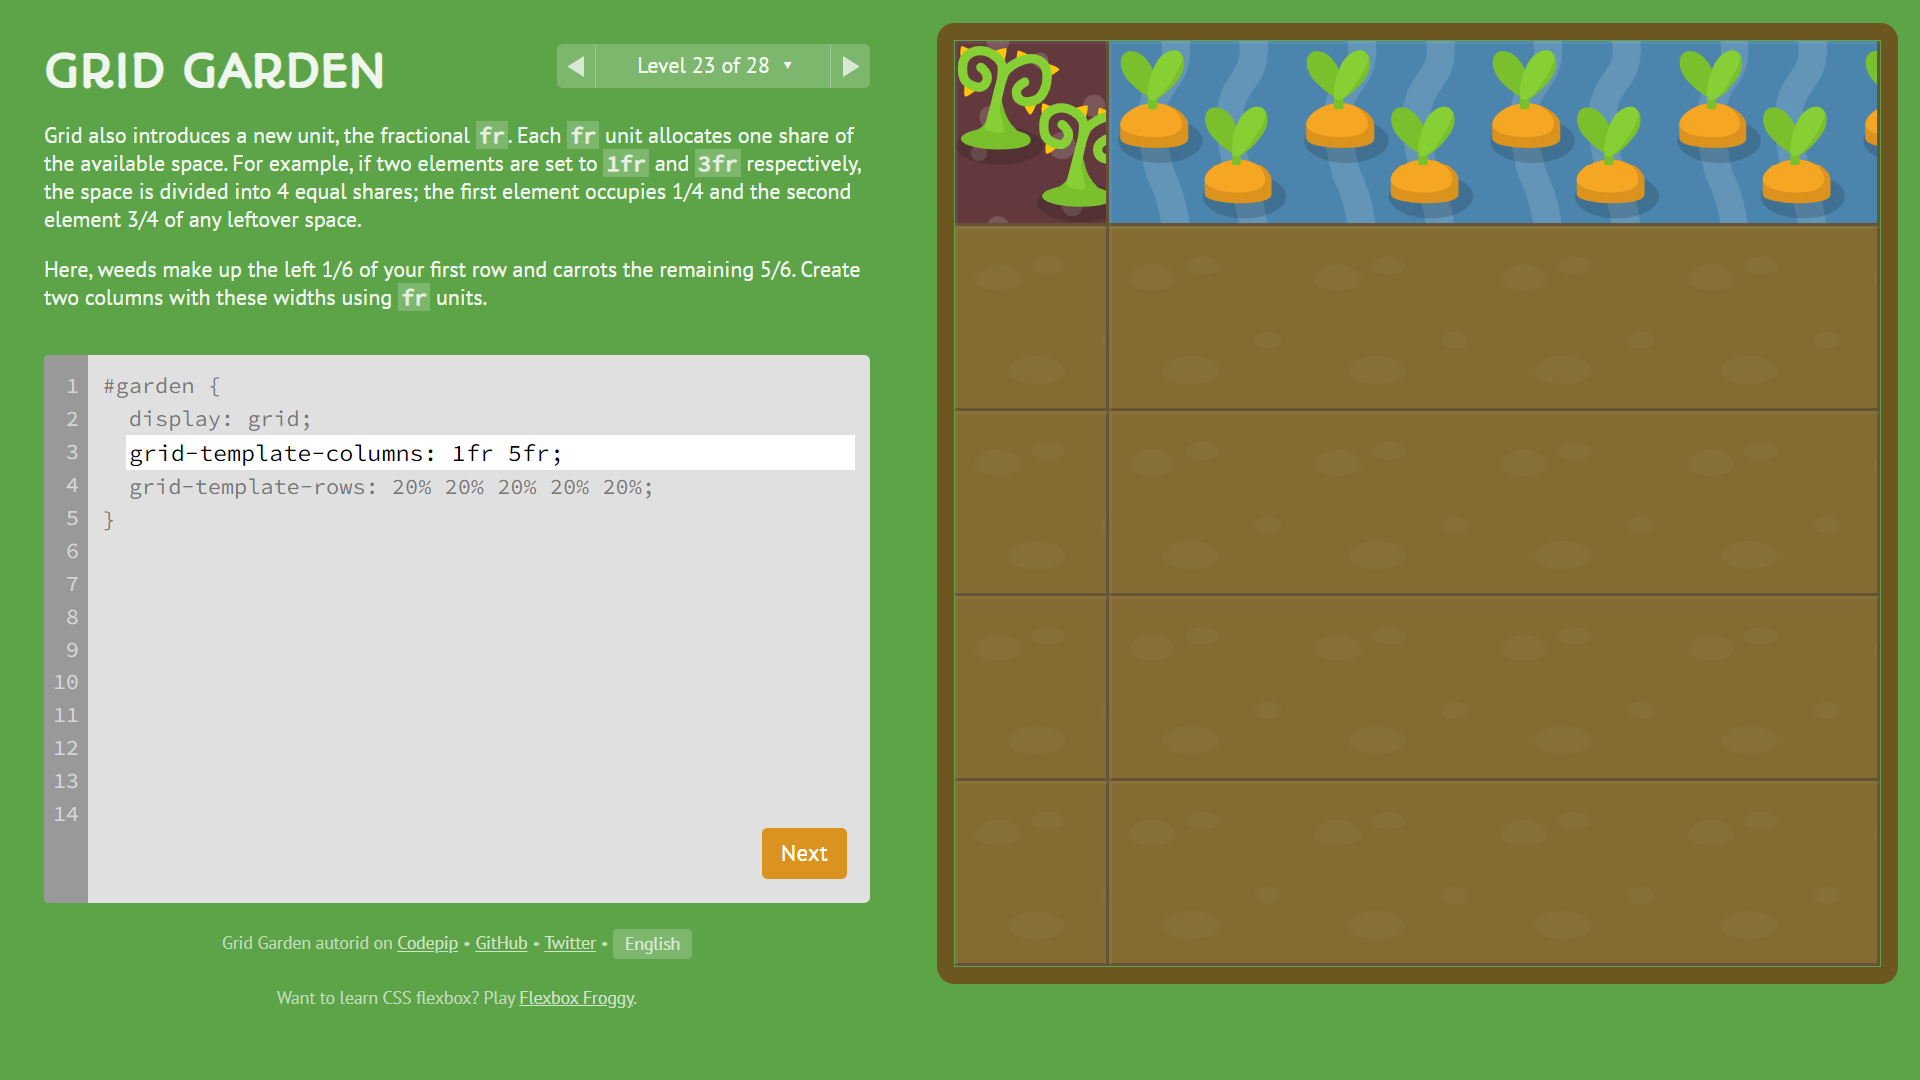 GRID GARDEN
Level 23 of 28 ▼
Grid also introduces a new unit, the fractional fr. Each fr unit allocates one share of
the available space. For example, if two elements are set to 1fr and 3fr respectively,
the space is divided into 4 equal shares; the first element occupies 1/4 and the second
element 3/4 of any leftover space.
Here, weeds make up the left 1/6 of your first row and carrots the remaining 5/6. Create
two columns with these widths using fr units.
1 #garden {
2 display: grid;
3 grid-template-columns: 1fr 5fr;
4 grid-template-rows: 20% 20% 20% 20% 20%;
5 }
6
7
8
9
10
11
12
13
14
Next
Grid Garden autorid on Codepip • GitHub • Twitter • English
Want to learn CSS flexbox? Play Flexbox Froggy.